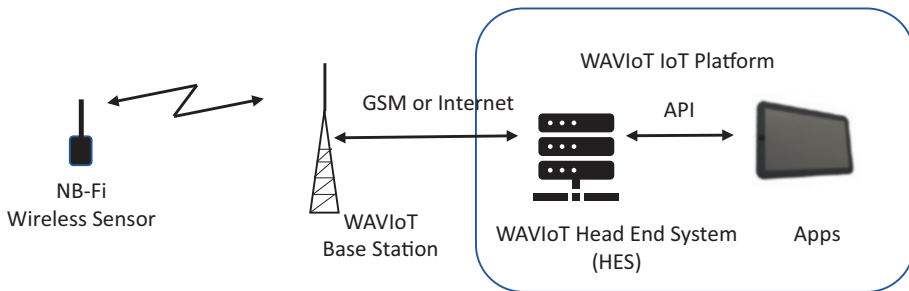 WAVIoT IoT Platform
GSM or Internet
API
NB-Fi
Wireless Sensor
WAVIoT
Base Station
WAVIoT Head End System
(HES)
Apps